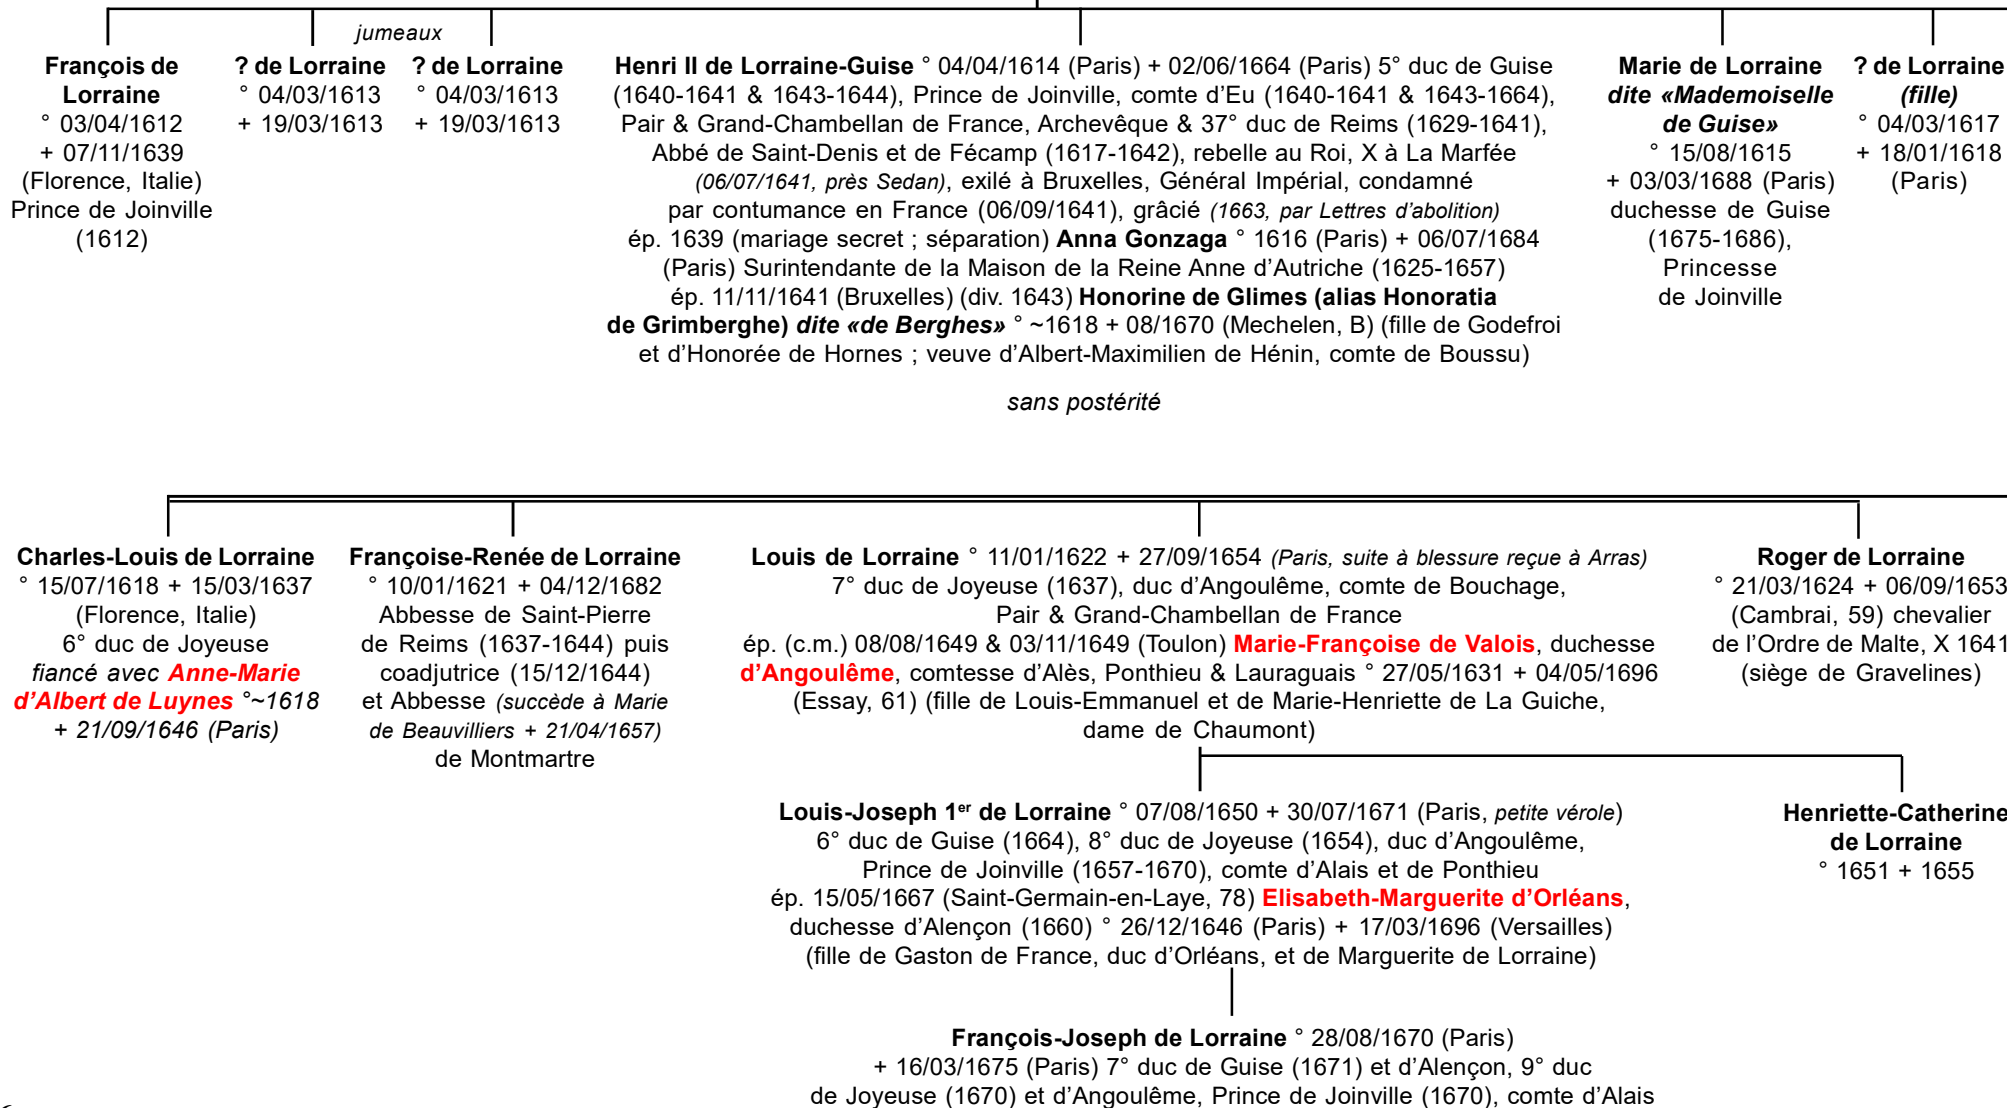 jumeaux
François de
Lorraine
° 03/04/1612
+ 07/11/1639
(Florence, Italie)
Prince de Joinville
(1612)
? de Lorraine
° 04/03/1613
+ 19/03/1613
? de Lorraine
° 04/03/1613
+ 19/03/1613
Henri II de Lorraine-Guise ° 04/04/1614 (Paris) + 02/06/1664 (Paris) 5° duc de Guise
(1640-1641 & 1643-1644), Prince de Joinville, comte d'Eu (1640-1641 & 1643-1664),
Pair & Grand-Chambellan de France, Archevêque & 37° duc de Reims (1629-1641),
Abbé de Saint-Denis et de Fécamp (1617-1642), rebelle au Roi, X à La Marfée
(06/07/1641, près Sedan), exilé à Bruxelles, Général Impérial, condamné
par contumance en France (06/09/1641), grâcié (1663, par Lettres d'abolition)
ép. 1639 (mariage secret ; séparation) Anna Gonzaga ° 1616 (Paris) + 06/07/1684
(Paris) Surintendante de la Maison de la Reine Anne d'Autriche (1625-1657)
ép. 11/11/1641 (Bruxelles) (div. 1643) Honorine de Glimes (alias Honoratia
de Grimberghe) dite «de Berghes» ° ~1618 + 08/1670 (Mechelen, B) (fille de Godefroi
et d'Honorée de Hornes ; veuve d'Albert-Maximilien de Hénin, comte de Boussu)
sans postérité
Marie de Lorraine
dite «Mademoiselle
de Guise»
° 15/08/1615
+ 03/03/1688 (Paris)
duchesse de Guise
(1675-1686),
Princesse
de Joinville
? de Lorraine
(fille)
° 04/03/1617
+ 18/01/1618
(Paris)
Charles-Louis de Lorraine
° 15/07/1618 + 15/03/1637
(Florence, Italie)
6° duc de Joyeuse
fiancé avec Anne-Marie
d'Albert de Luynes °~1618
+ 21/09/1646 (Paris)
Françoise-Renée de Lorraine
° 10/01/1621 + 04/12/1682
Abbesse de Saint-Pierre
de Reims (1637-1644) puis
coadjutrice (15/12/1644)
et Abbesse (succède à Marie
de Beauvilliers + 21/04/1657)
de Montmartre
Louis de Lorraine ° 11/01/1622 + 27/09/1654 (Paris, suite à blessure reçue à Arras)
7° duc de Joyeuse (1637), duc d'Angoulême, comte de Bouchage,
Pair & Grand-Chambellan de France
ép. (c.m.) 08/08/1649 & 03/11/1649 (Toulon) Marie-Françoise de Valois, duchesse
d'Angoulême, comtesse d'Alès, Ponthieu & Lauraguais ° 27/05/1631 + 04/05/1696
(Essay, 61) (fille de Louis-Emmanuel et de Marie-Henriette de La Guiche,
dame de Chaumont)
Roger de Lorraine
° 21/03/1624 + 06/09/1653
(Cambrai, 59) chevalier
de l'Ordre de Malte, X 1641
(siège de Gravelines)
Louis-Joseph 1er de Lorraine ° 07/08/1650 + 30/07/1671 (Paris, petite vérole)
6° duc de Guise (1664), 8° duc de Joyeuse (1654), duc d'Angoulême,
Prince de Joinville (1657-1670), comte d'Alais et de Ponthieu
ép. 15/05/1667 (Saint-Germain-en-Laye, 78) Elisabeth-Marguerite d'Orléans,
duchesse d'Alençon (1660) ° 26/12/1646 (Paris) + 17/03/1696 (Versailles)
(fille de Gaston de France, duc d'Orléans, et de Marguerite de Lorraine)
Henriette-Catherine
de Lorraine
° 1651 + 1655
François-Joseph de Lorraine ° 28/08/1670 (Paris)
+ 16/03/1675 (Paris) 7° duc de Guise (1671) et d'Alençon, 9° duc
de Joyeuse (1670) et d'Angoulême, Prince de Joinville (1670), comte d'Alais